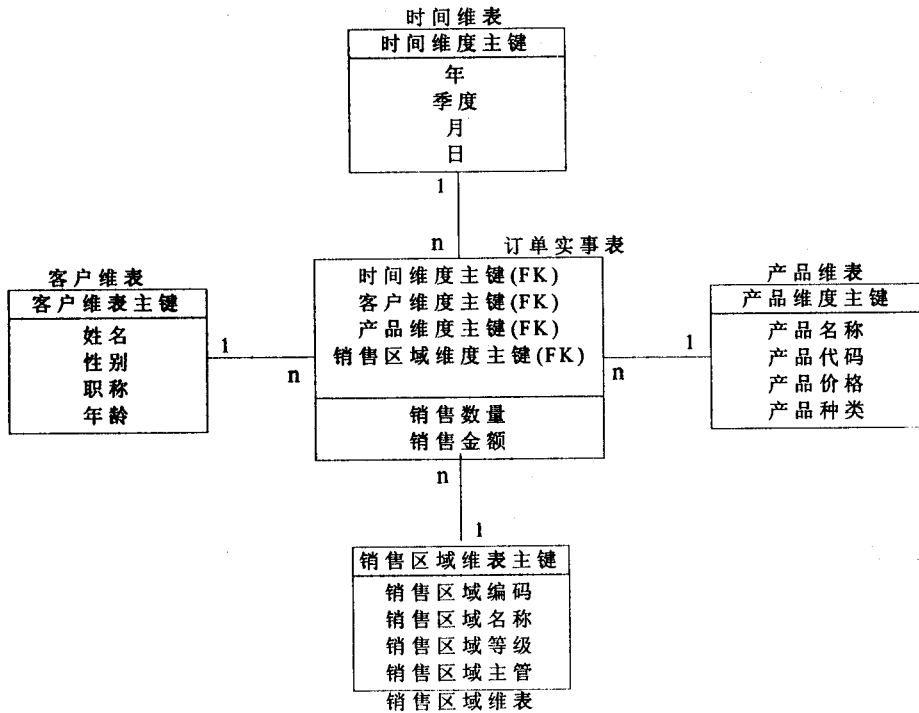 时间维表
时间维度主键
年
季度
月
日
1
n
订单实事表
时间维度主键(FK)
客户维度主键(FK)
产品维度主键(FK)
销售区域维度主键(FK)
销售数量
销售金额
客户维表
客户维表主键
姓名
性别
职称
年龄
1
n
产品维表
产品维度主键
产品名称
产品代码
产品价格
产品种类
1
n
n
1
销售区域维表主键
销售区域编码
销售区域名称
销售区域等级
销售区域主管
销售区域维表